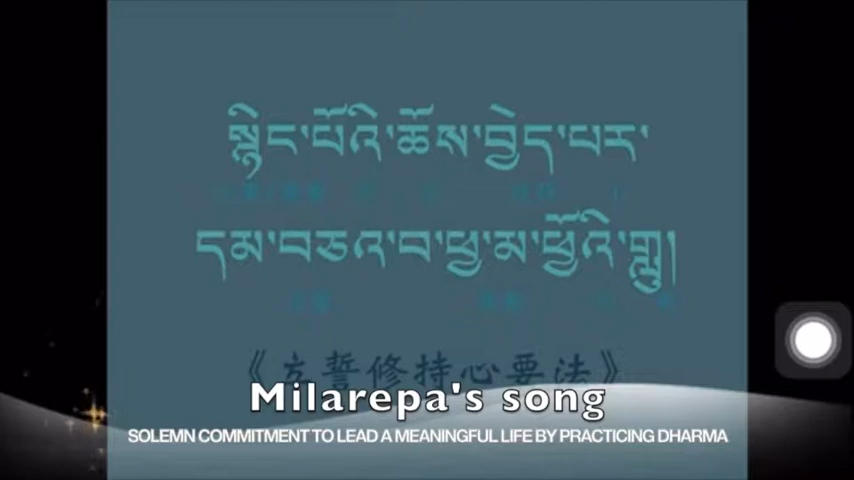 སྙིང་པོའི་ཆོས་བྱེད་པར་
དམ་བཅའ་བ་ཕྱ་མ་ཕྱོའི་གླུ།
《立誓修持心要法》
Milarepa's song
SOLEMN COMMITMENT TO LEAD A MEANINGFUL LIFE BY PRACTICING DHARMA